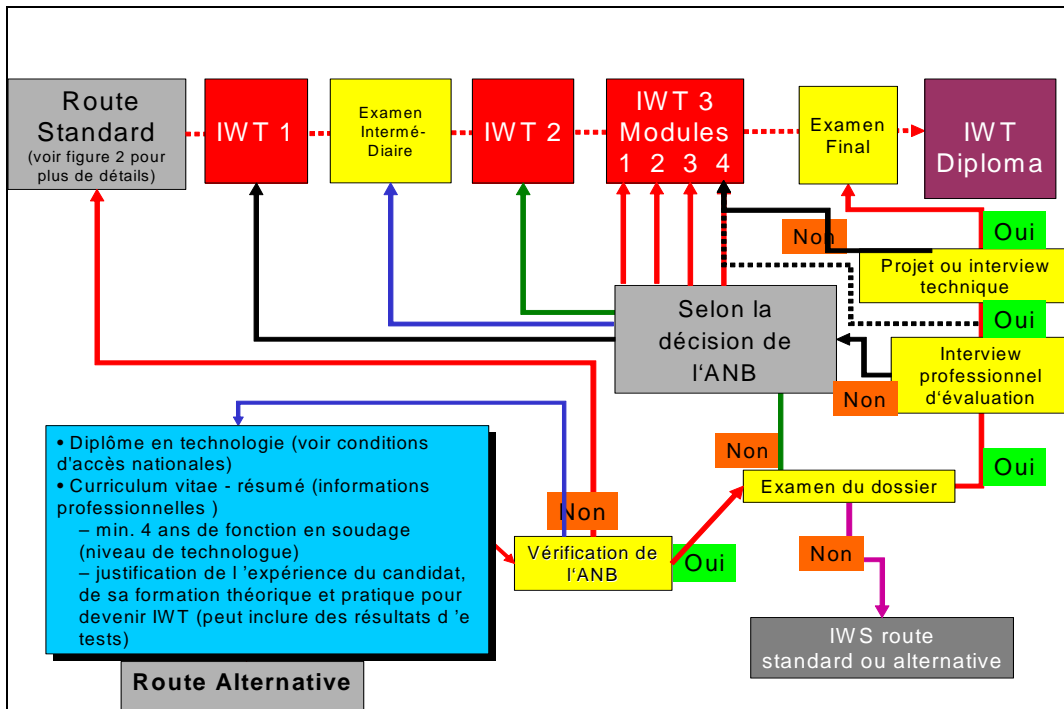 Route
Standard
(voir figure 2 pour
plus de détails)
IWT 1
Examen
Intermé-
Diaire
IWT 2
IWT 3
Modules
1 2 3 4
Examen
Final
IWT
Diploma
Oui
Non
Projet ou interview
technique
Oui
Selon la
décision de
l'ANB
Interview
professionnel
d'évaluation
Non
• Diplôme en technologie (voir conditions
d'accès nationales)
• Curriculum vitae - résumé (informations
professionnelles )
– min. 4 ans de fonction en soudage
(niveau de technologue)
– justification de l 'expérience du candidat,
de sa formation théorique et pratique pour
devenir IWT (peut inclure des résultats d 'e
tests)
Non
Oui
Examen du dossier
Non
Vérification de
l'ANB
Oui
Non
IWS route
standard ou alternative
Route Alternative